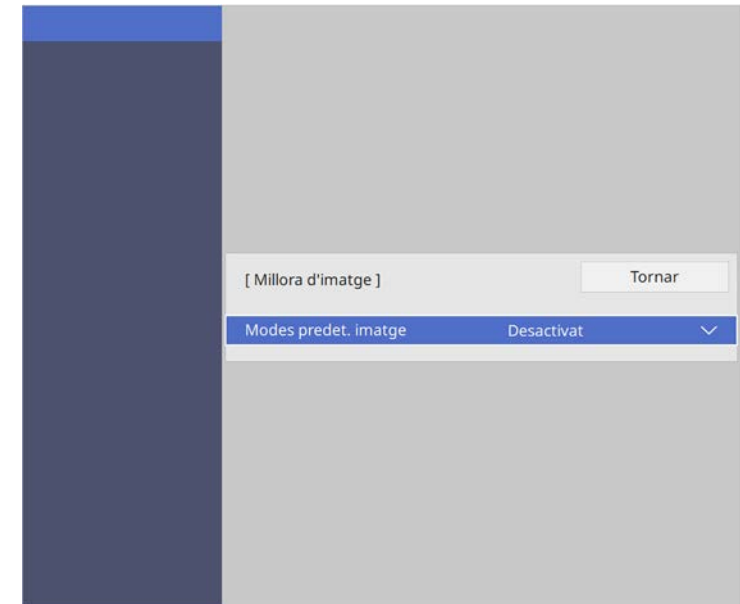 [ Millora d'imatge ]
Tornar
Modes predet. imatge Desactivat